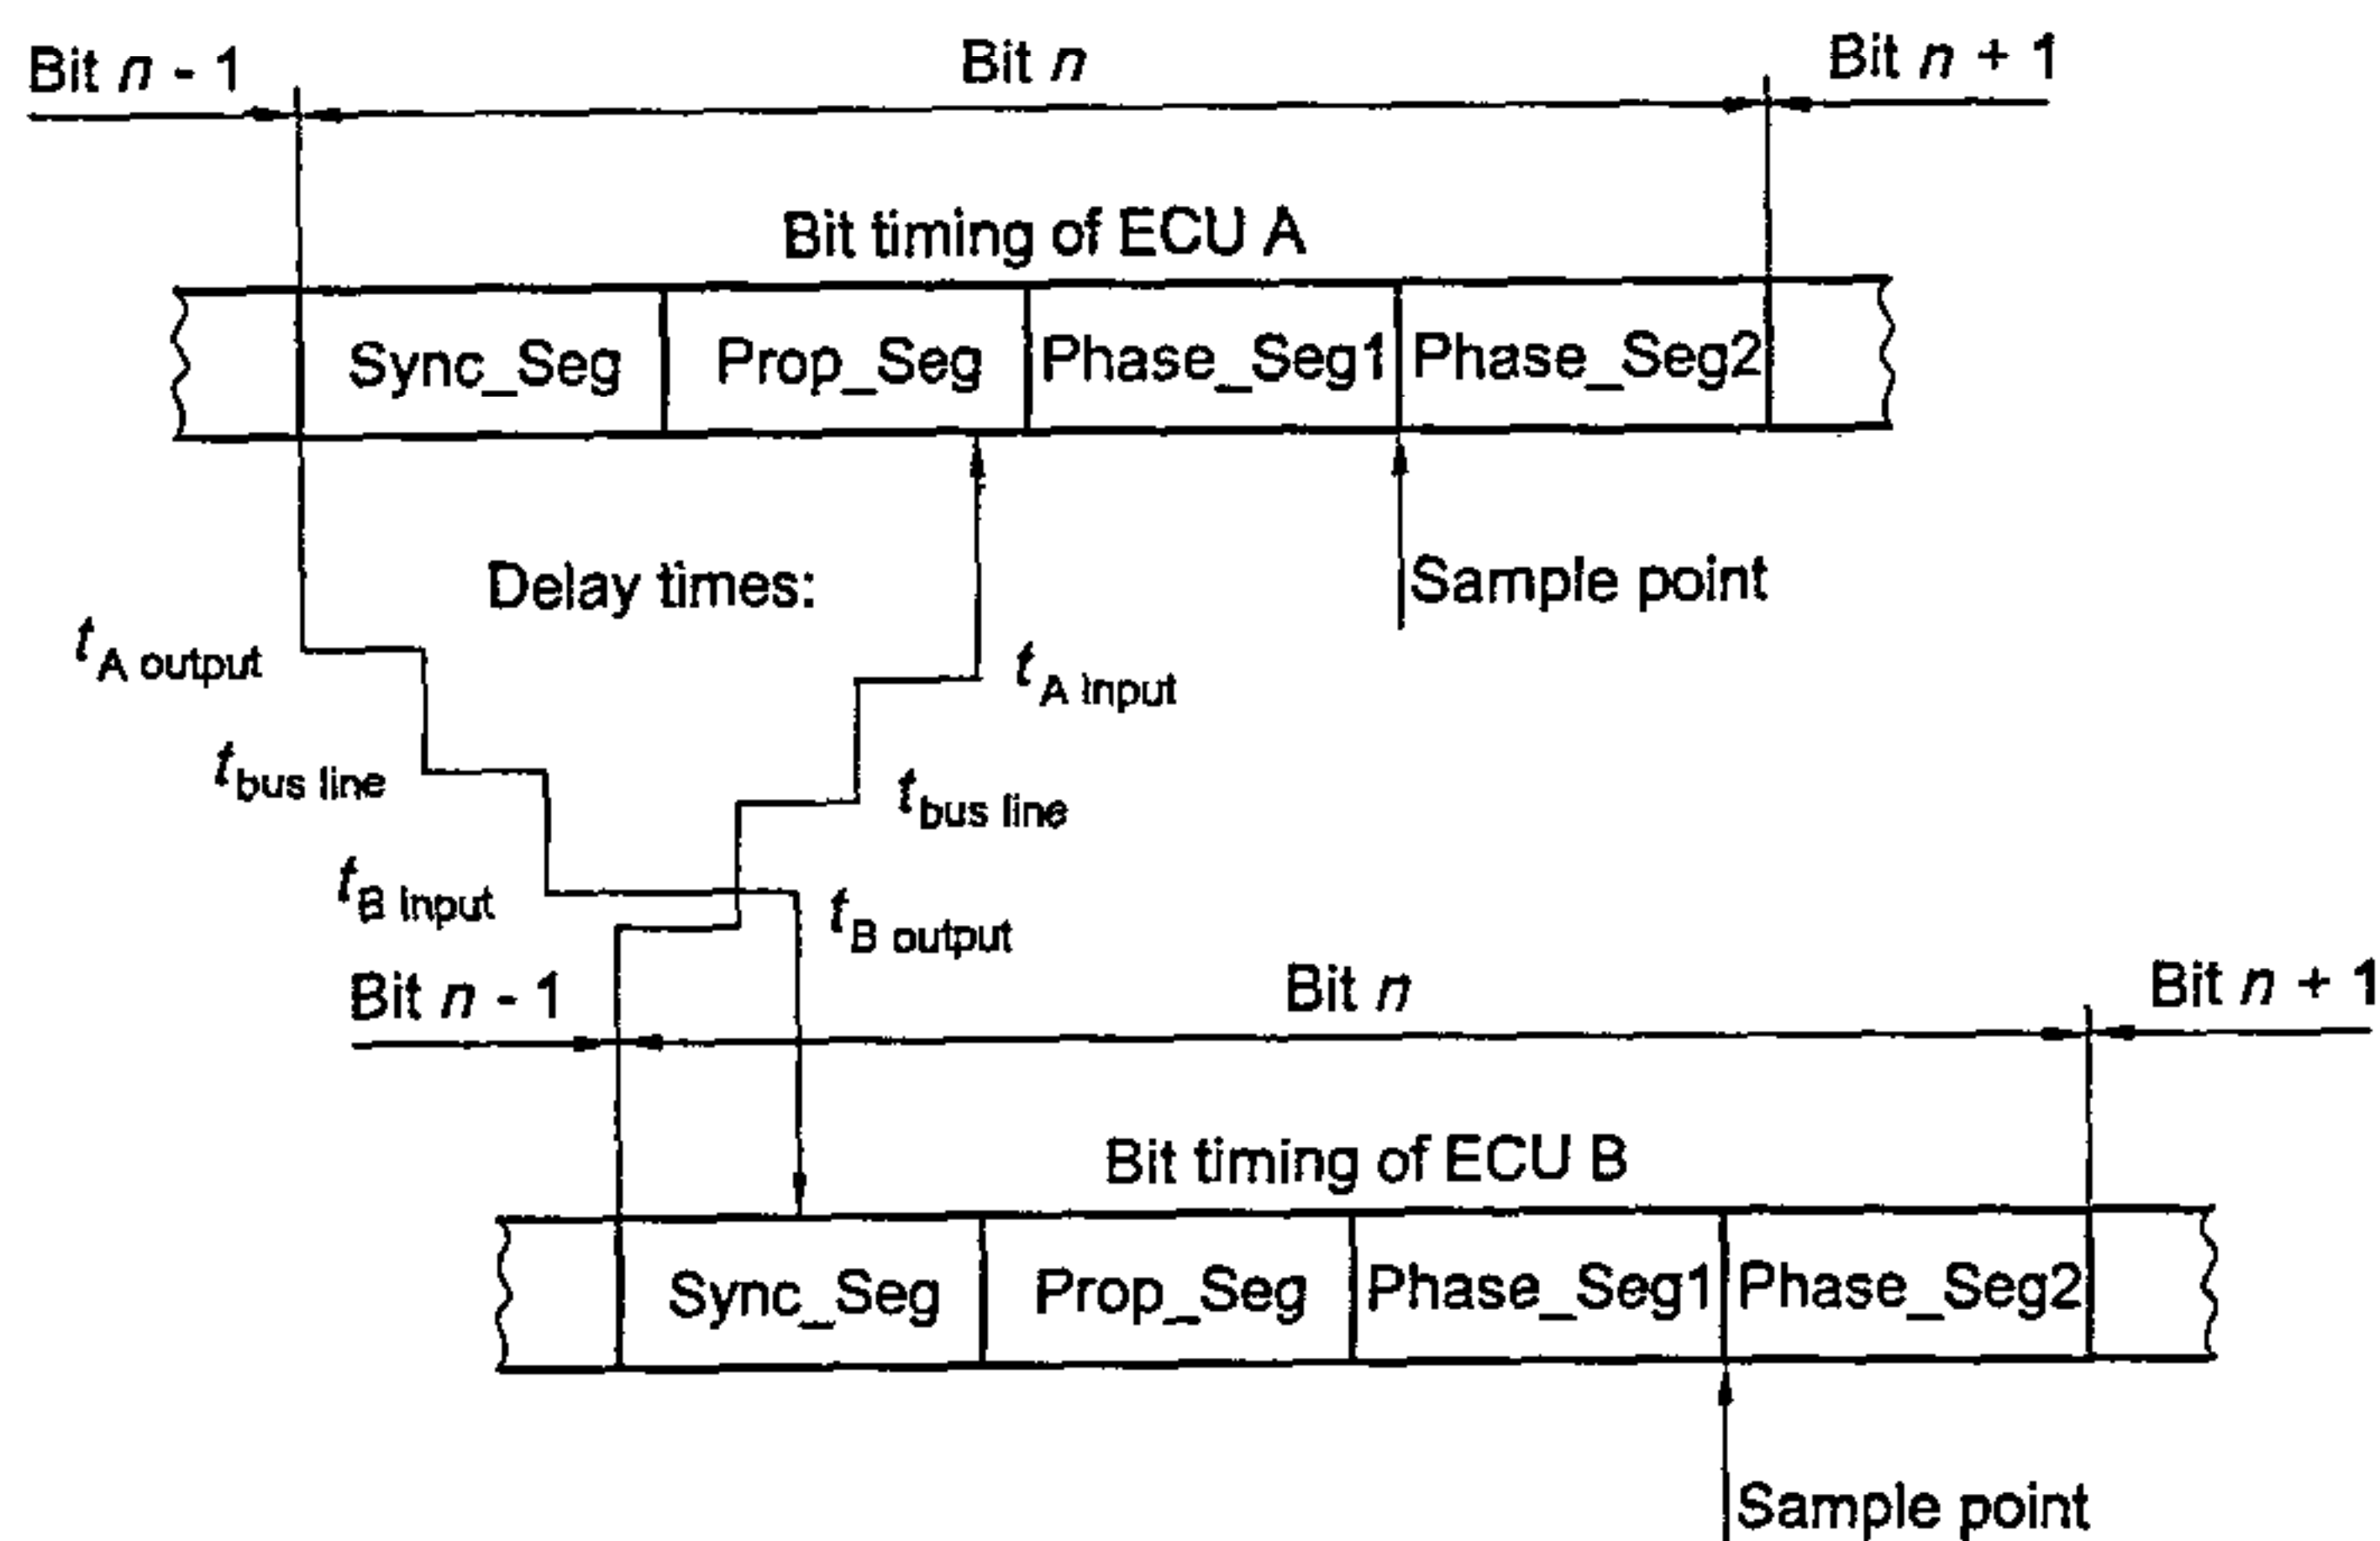 Bit n - 1 Bit n Bit n + 1
Bit timing of ECU A
Sync_Seg Prop_Seg Phase_Seg1 Phase_Seg2
Delay times:
Sample point
t A output
t A input
t bus line
t bus line
t B input
t B output
Bit n - 1 Bit n Bit n + 1
Bit timing of ECU B
Sync_Seg Prop_Seg Phase_Seg1 Phase_Seg2
Sample point